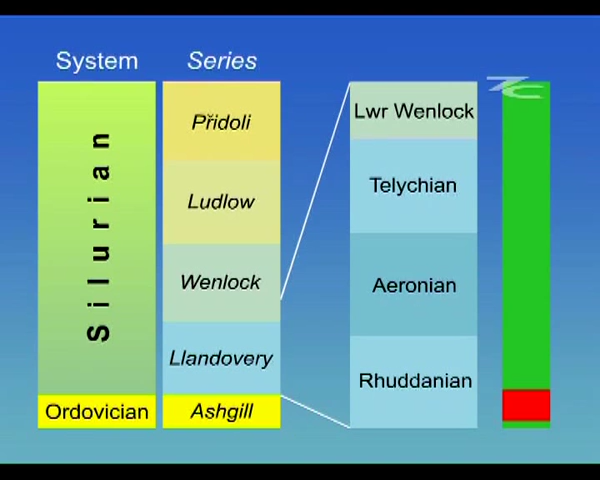 System
Series
Silurian
Ordovician
Přidoli
Ludlow
Wenlock
Llandovery
Ashgill
Lwr Wenlock
Telychian
Aeronian
Rhuddanian